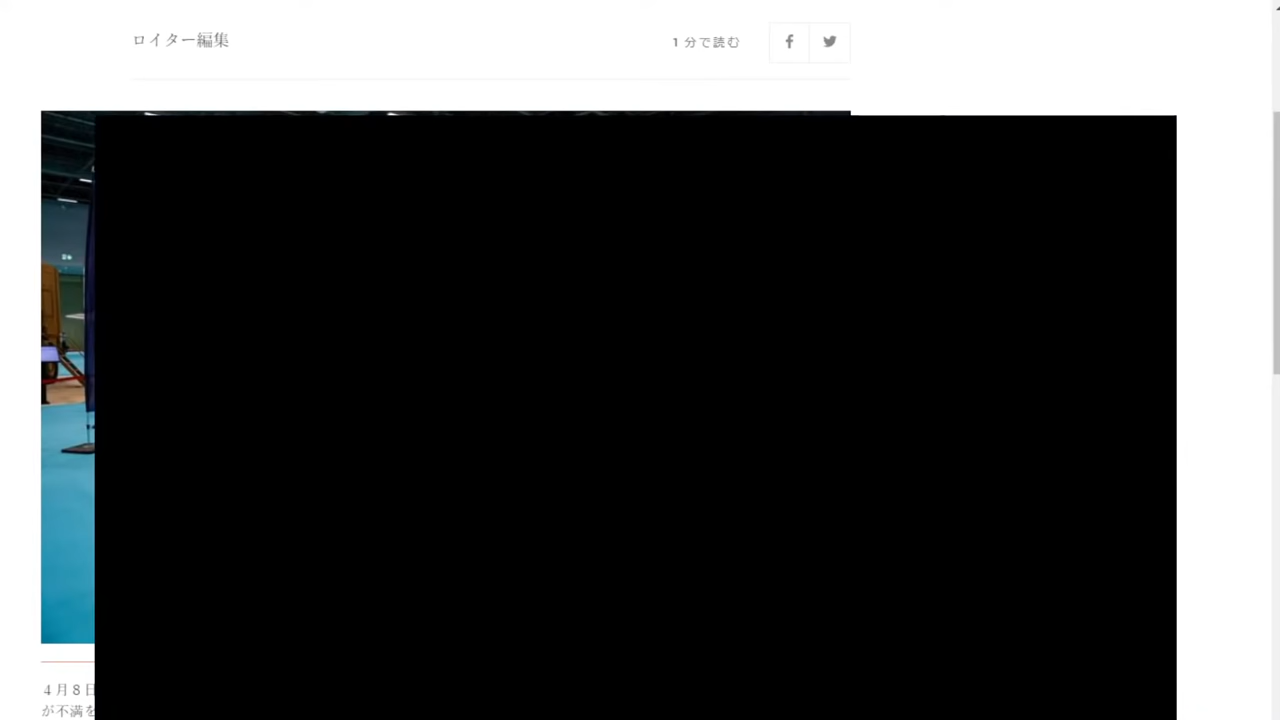 ロイター編集
1 分で読む
4月8日
が不満を